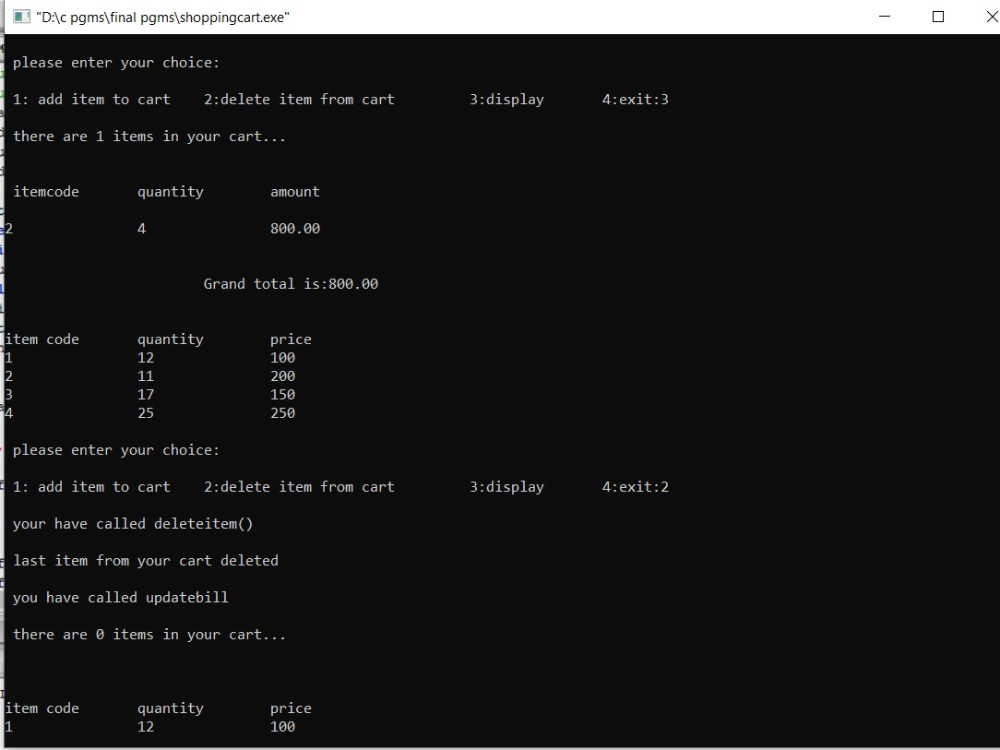 "D:\c pgms\final pgms\shoppingcart.exe"
please enter your choice:
1: add item to cart    2:delete item from cart         3:display       4:exit:3
there are 1 items in your cart...
itemcode       quantity        amount
2               4               800.00
Grand total is:800.00
item code       quantity        price
1               12              100
2               11              200
3               17              150
4               25              250
please enter your choice:
1: add item to cart    2:delete item from cart         3:display       4:exit:2
your have called deleteitem()
last item from your cart deleted
you have called updatebill
there are 0 items in your cart...
item code       quantity        price
1               12              100